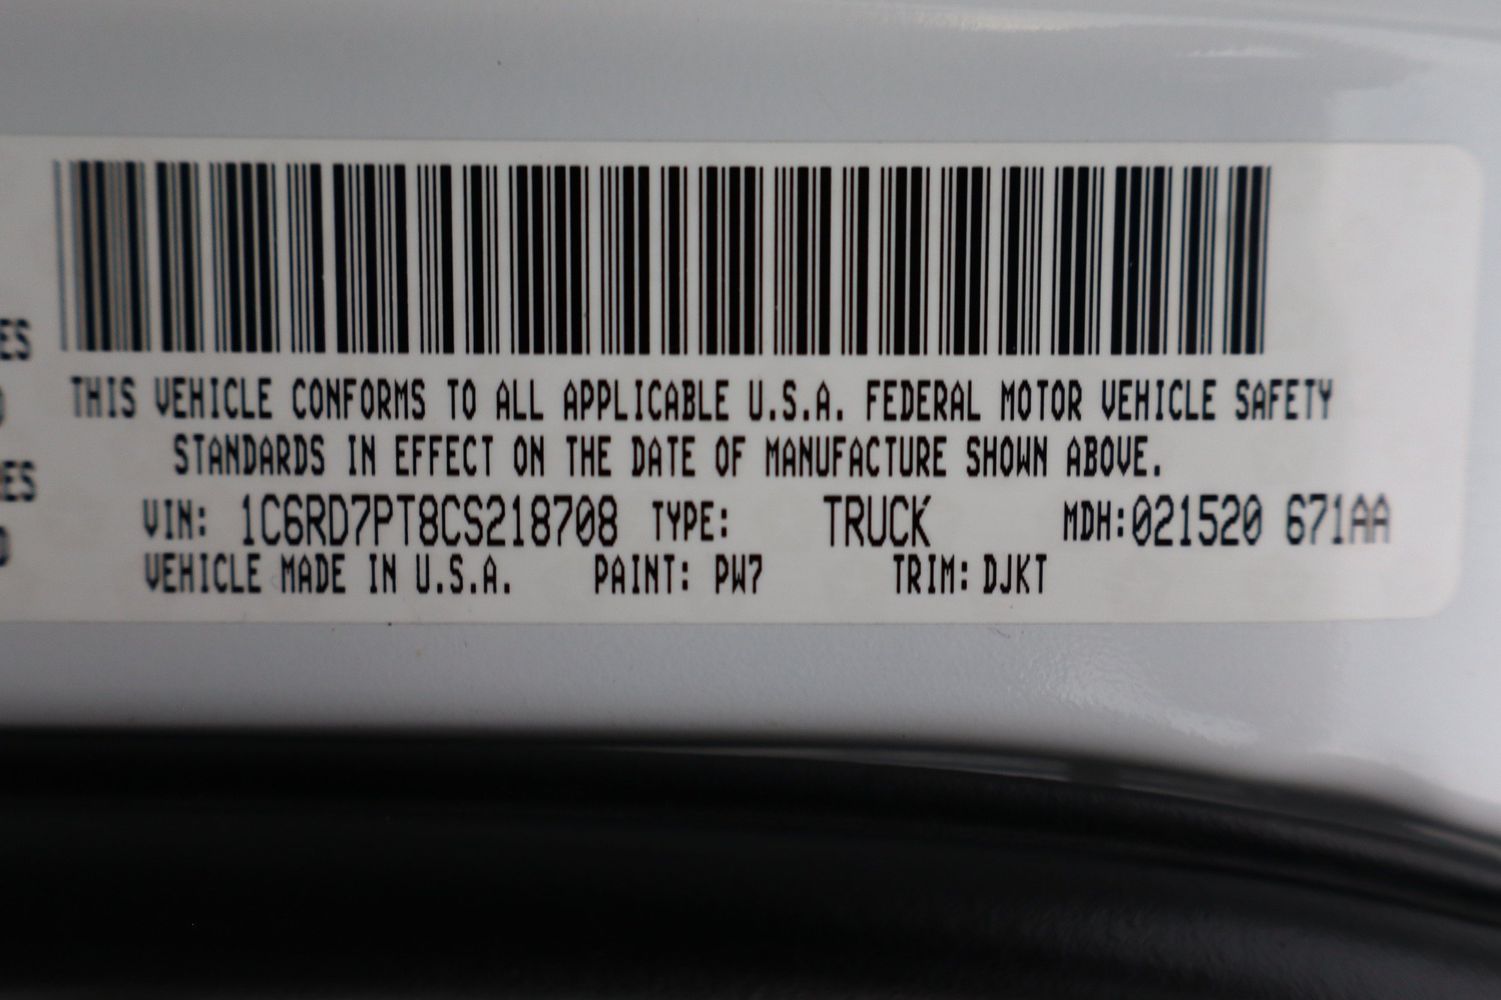 THIS VEHICLE CONFORMS TO ALL APPLICABLE U.S.A. FEDERAL MOTOR VEHICLE SAFETY
STANDARDS IN EFFECT ON THE DATE OF MANUFACTURE SHOWN ABOVE.
VIN: 1C6RD7PT8CS218708 TYPE: TRUCK MDH:021520 671AA
VEHICLE MADE IN U.S.A. PAINT: PW7 TRIM: DJKT